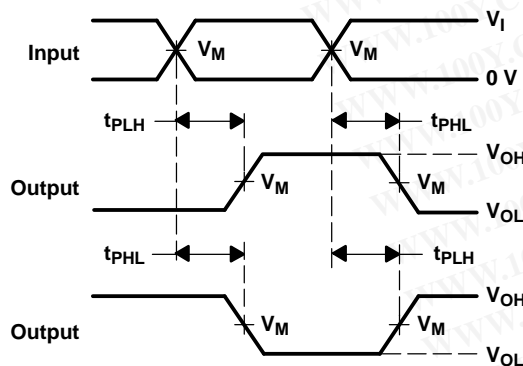 V_I
Input V_M V_M
0 V
t_PLH t_PHL
V_OH
Output V_M V_M
V_OL
t_PHL t_PLH
V_OH
Output V_M V_M
V_OL